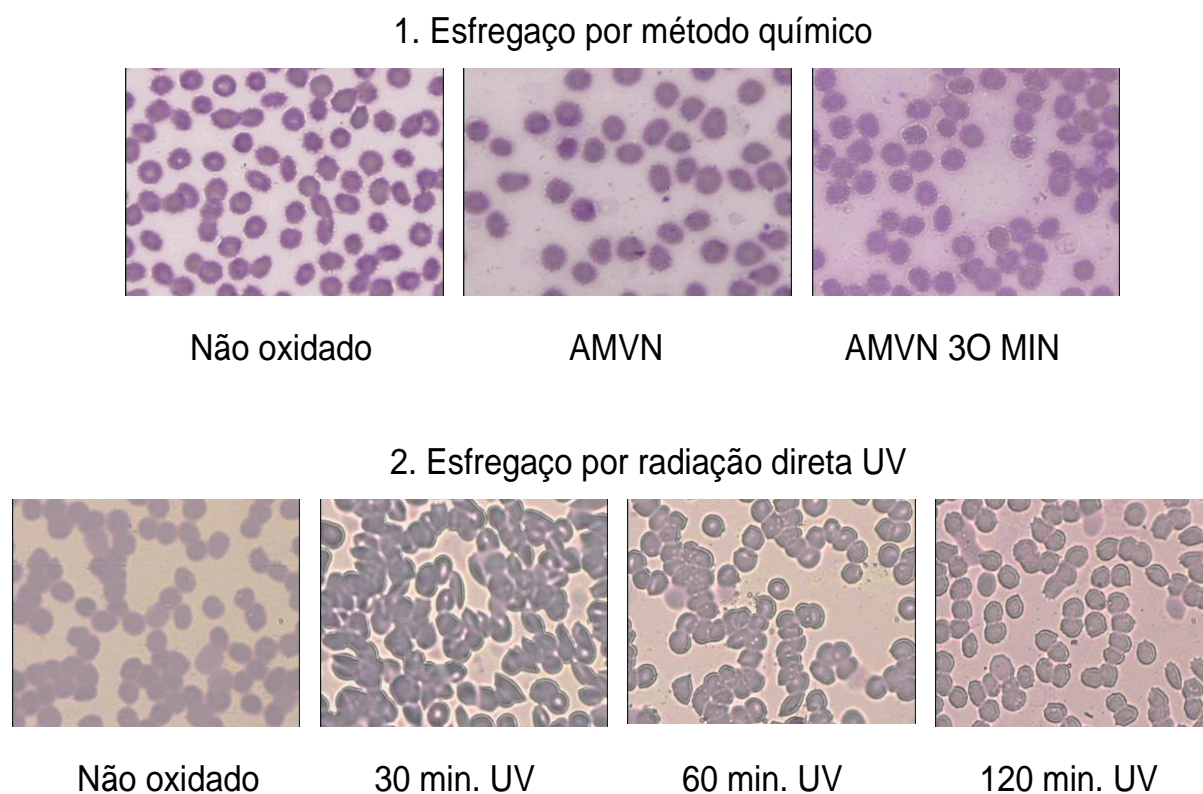 1. Esfregaço por método químico
Não oxidado
AMVN
AMVN 3O MIN
2. Esfregaço por radiação direta UV
Não oxidado
30 min. UV
60 min. UV
120 min. UV